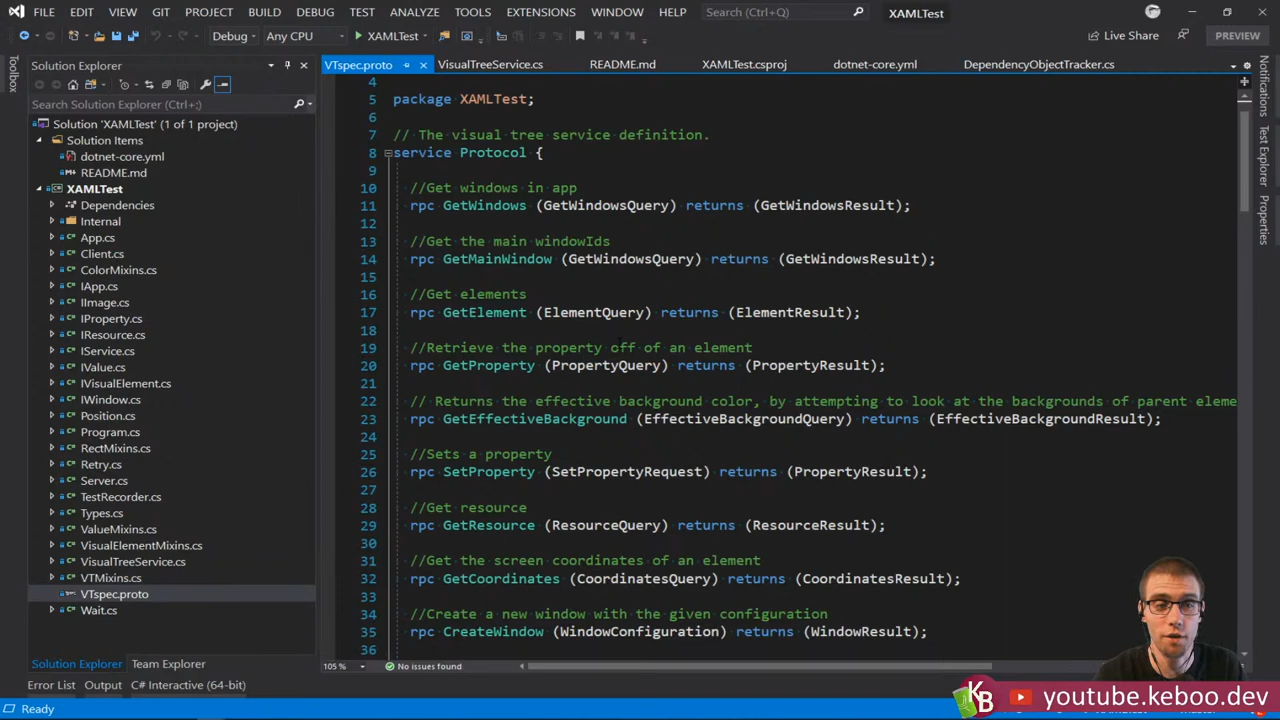 FILE EDIT VIEW GIT PROJECT BUILD DEBUG TEST ANALYZE TOOLS EXTENSIONS WINDOW HELP Search (Ctrl+Q) XAMLTest
Debug Any CPU XAMLTest Live Share PREVIEW
Toolbox
Solution Explorer
Search Solution Explorer (Ctrl+;)
Solution 'XAMLTest' (1 of 1 project)
Solution Items
dotnet-core.yml
README.md
XAMLTest
Dependencies
Internal
App.cs
Client.cs
ColorMixins.cs
IApp.cs
IImage.cs
IProperty.cs
IResource.cs
IService.cs
IValue.cs
IVisualElement.cs
IWindow.cs
Position.cs
Program.cs
RectMixins.cs
Retry.cs
Server.cs
TestRecorder.cs
Types.cs
ValueMixins.cs
VisualElementMixins.cs
VisualTreeService.cs
VTMixins.cs
VTspec.proto
Wait.cs
Solution Explorer Team Explorer
VTspec.proto VisualTreeService.cs README.md XAMLTest.csproj dotnet-core.yml DependencyObjectTracker.cs
4
5 package XAMLTest;
6
7 // The visual tree service definition.
8 service Protocol {
9
10 //Get windows in app
11 rpc GetWindows (GetWindowsQuery) returns (GetWindowsResult);
12
13 //Get the main windowIds
14 rpc GetMainWindow (GetWindowsQuery) returns (GetWindowsResult);
15
16 //Get elements
17 rpc GetElement (ElementQuery) returns (ElementResult);
18
19 //Retrieve the property off of an element
20 rpc GetProperty (PropertyQuery) returns (PropertyResult);
21
22 // Returns the effective background color, by attempting to look at the backgrounds of parent eleme
23 rpc GetEffectiveBackground (EffectiveBackgroundQuery) returns (EffectiveBackgroundResult);
24
25 //Sets a property
26 rpc SetProperty (SetPropertyRequest) returns (PropertyResult);
27
28 //Get resource
29 rpc GetResource (ResourceQuery) returns (ResourceResult);
30
31 //Get the screen coordinates of an element
32 rpc GetCoordinates (CoordinatesQuery) returns (CoordinatesResult);
33
34 //Create a new window with the given configuration
35 rpc CreateWindow (WindowConfiguration) returns (WindowResult);
36
105 % No issues found
Notifications
Test Explorer
Properties
Error List Output C# Interactive (64-bit)
Ready
KB youtube.keboo.dev